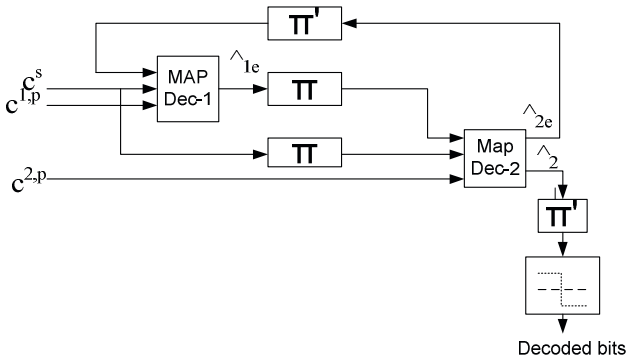 ∏'
MAP
Dec-1
^1e
∏
c^s
c^1,p
∏
Map
Dec-2
^2e
^2
c^2,p
∏'
Decoded bits